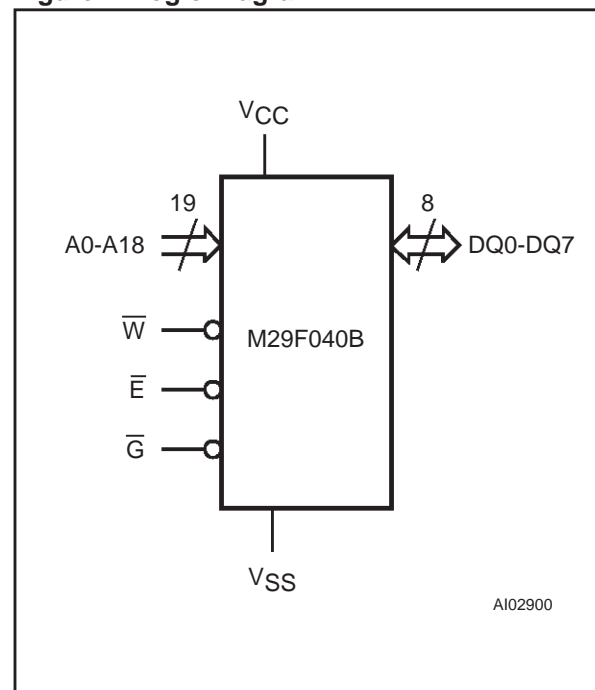 VCC
19
8
A0-A18
DQ0-DQ7
W̅
M29F040B
E̅
G̅
VSS
AI02900